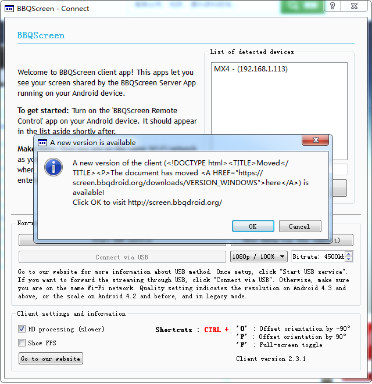 BBQScreen - Connect
BBQScreen
List of detected devices
MX4 - (192.168.1.113)
Welcome to BBQScreen client app! This apps let you
see your screen shared by the BBQScreen Server App
running on your Android device.
To get started: Turn on the 'BBQScreen Remote
Control' app on your Android device. It should appear
in the list aside shortly after.
as you
when
enter
A new version is available
A new version of the client (<!DOCTYPE html><TITLE>Moved</
TITLE><P>The document has moved <A HREF="https://
screen.bbqdroid.org/downloads/VERSION_WINDOWS">here</A>) is
available!
Click OK to visit http://screen.bbqdroid.org/
OK
Cancel
Connect via USB
1080p / 100%
Bitrate: 4500kb
Go to our website for more information about USB method. Once setup, click "Start USB service".
If you want to forward the streaming through USB, click "Connect via USB". Otherwise, make sure
you are on the same Wi-Fi network. Quality setting indicates the resolution on Android 4.3 and
above, or the scale on Android 4.2 and before, and in legacy mode.
Client settings and information
HD processing (slower)
Show FPS
Go to our website
Shortcuts : CTRL +
'O' : Offset orientation by -90°
'P' : Offset orientation by 90°
'F' : Full-screen toggle
Client version 2.3.1